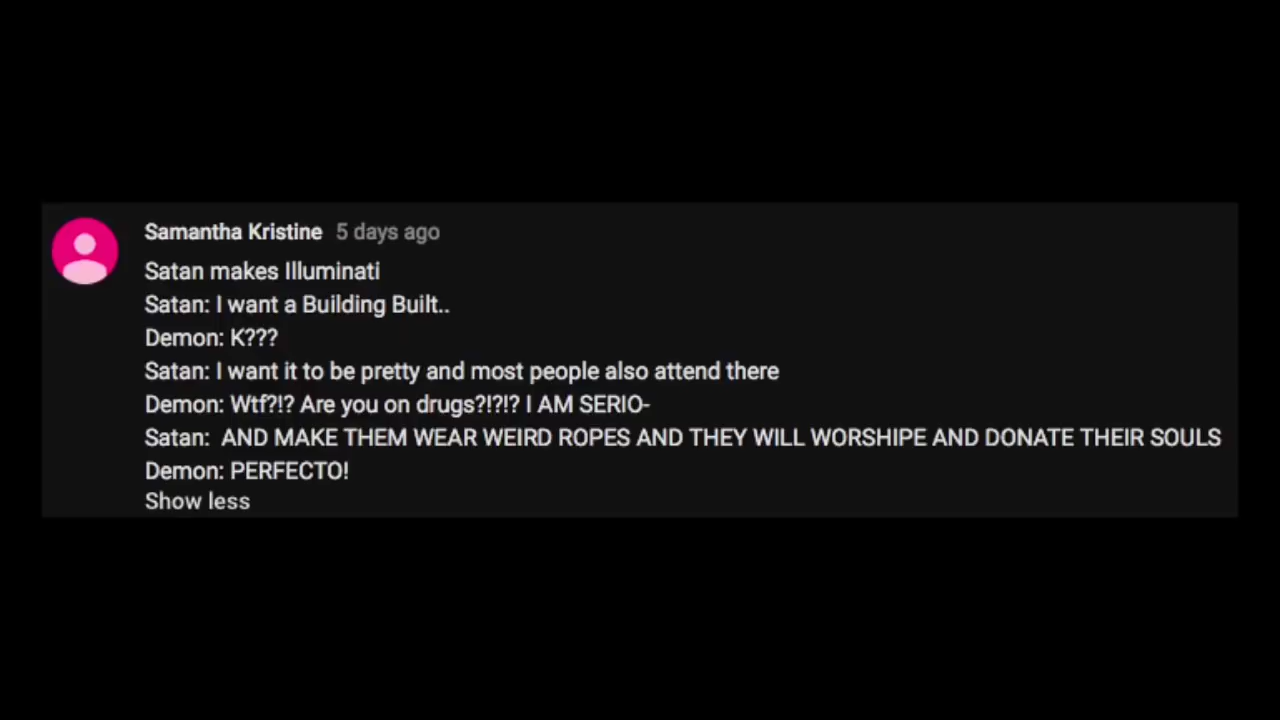 Samantha Kristine 5 days ago
Satan makes Illuminati
Satan: I want a Building Built..
Demon: K???
Satan: I want it to be pretty and most people also attend there
Demon: Wtf?!? Are you on drugs?!?!? I AM SERIO-
Satan:  AND MAKE THEM WEAR WEIRD ROPES AND THEY WILL WORSHIPE AND DONATE THEIR SOULS
Demon: PERFECTO!
Show less